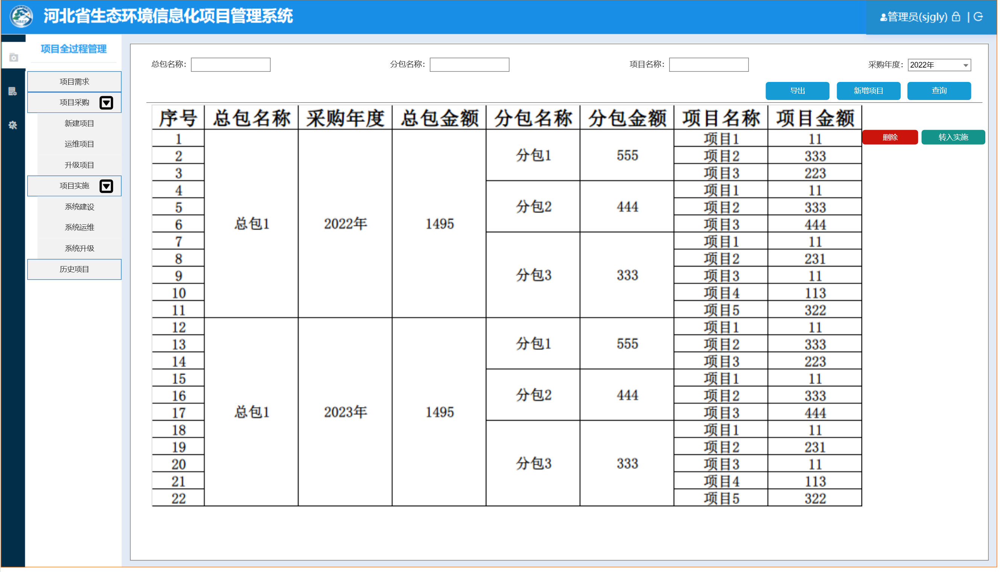 河北省生态环境信息化项目管理系统
管理员(sjgly) |
项目全过程管理
项目需求
项目采购
新建项目
运维项目
升级项目
项目实施
系统建设
系统运维
系统升级
历史项目
总包名称： 分包名称： 项目名称： 采购年度： 2022年
导出 新增项目 查询
序号 总包名称 采购年度 总包金额 分包名称 分包金额 项目名称 项目金额
1 总包1 2022年 1495 分包1 555 项目1 11 删除 转入实施
2 项目2 333
3 项目3 223
4 分包2 444 项目1 11
5 项目2 333
6 项目3 444
7 分包3 333 项目1 11
8 项目2 231
9 项目3 11
10 项目4 113
11 项目5 322
12 总包1 2023年 1495 分包1 555 项目1 11
13 项目2 333
14 项目3 223
15 分包2 444 项目1 11
16 项目2 333
17 项目3 444
18 分包3 333 项目1 11
19 项目2 231
20 项目3 11
21 项目4 113
22 项目5 322